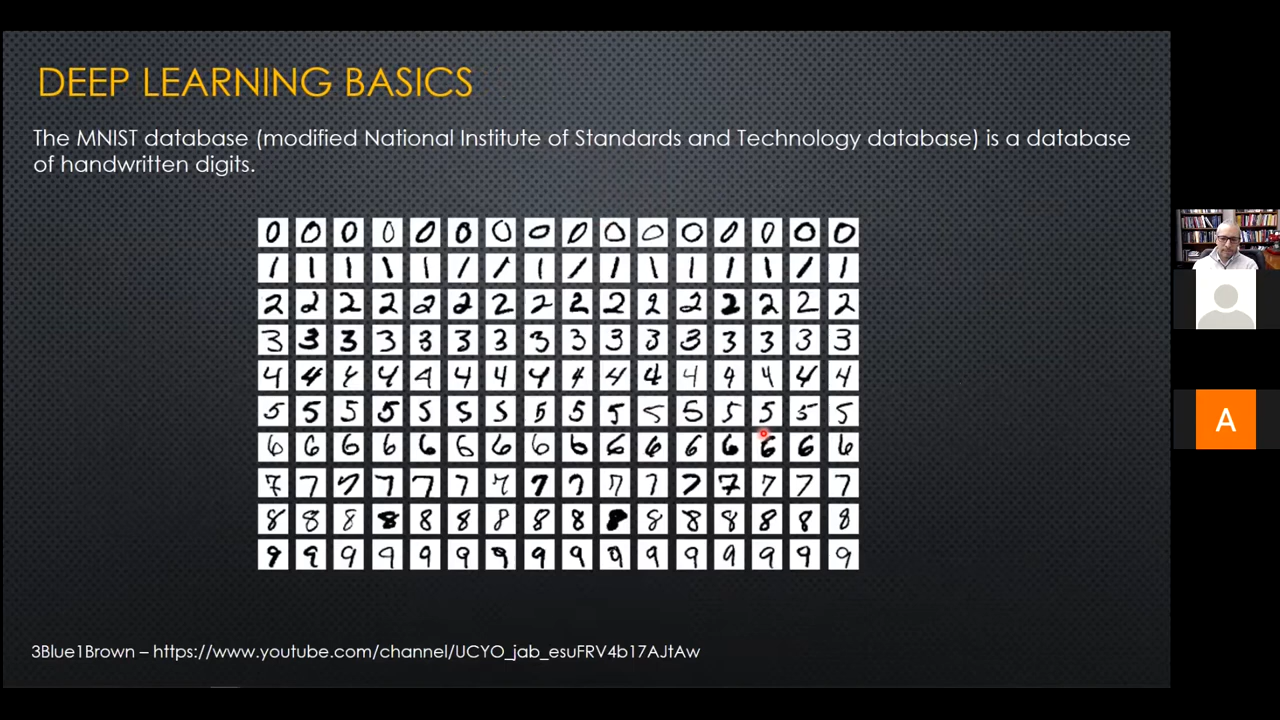 DEEP LEARNING BASICS
The MNIST database (modified National Institute of Standards and Technology database) is a database
of handwritten digits.
0 0 0 0 0 0 0 0 0 0 0 0 0 0 0 0
1 1 1 1 1 1 1 1 1 1 1 1 1 1 1 1
2 2 2 2 2 2 2 2 2 2 2 2 2 2 2 2
3 3 3 3 3 3 3 3 3 3 3 3 3 3 3 3
4 4 4 4 4 4 4 4 4 4 4 4 4 4 4 4
5 5 5 5 5 5 5 5 5 5 5 5 5 5 5 5
6 6 6 6 6 6 6 6 6 6 6 6 6 6 6 6
7 7 7 7 7 7 7 7 7 7 7 7 7 7 7 7
8 8 8 8 8 8 8 8 8 8 8 8 8 8 8 8
9 9 9 9 9 9 9 9 9 9 9 9 9 9 9 9
3Blue1Brown – https://www.youtube.com/channel/UCYO_jab_esuFRV4b17AJtAw
A